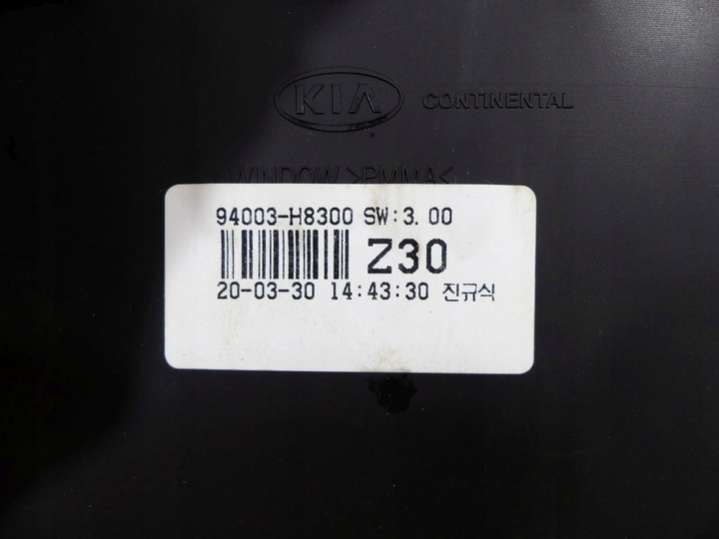 KIA CONTINENTAL
WINDOW >PMMA<
94003-H8300 SW:3.00
Z30
20-03-30 14:43:30 진규식